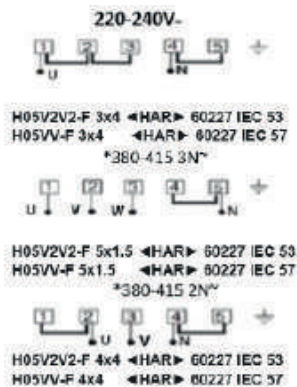 220-240V~
1 2 3 4 5
U N
H05V2V2-F 3x4 ◄HAR► 60227 IEC 53
H05VV-F 3x4 ◄HAR► 60227 IEC 57
*380-415 3N~
1 2 3 4 5
U V W N
H05V2V2-F 5x1.5 ◄HAR► 60227 IEC 53
H05VV-F 5x1.5 ◄HAR► 60227 IEC 57
*380-415 2N~
1 2 3 4 5
U V N
H05V2V2-F 4x4 ◄HAR► 60227 IEC 53
H05VV-F 4x4 ◄HAR► 60227 IEC 57